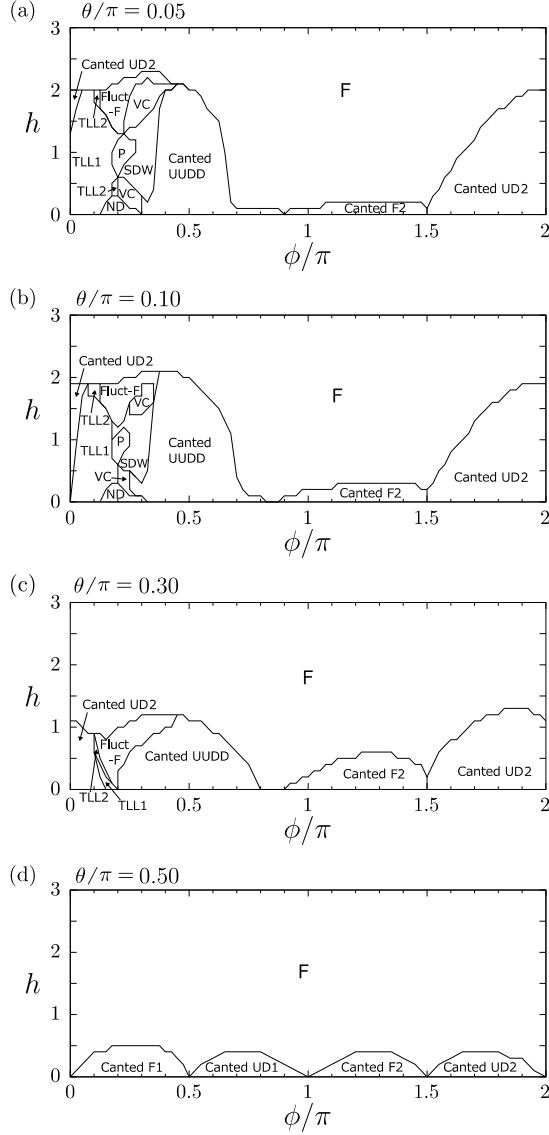 (a) θ/π = 0.05
3
2
1
0
h
Canted UD2
Fluct
-F
VC
TLL2
TLL1
P
SDW
TLL2
VC
ND
Canted
UUDD
F
Canted F2
Canted
UD2
0 0.5 1 1.5 2
ϕ/π
(b) θ/π = 0.10
3
2
1
0
h
Canted UD2
Fluct-F
VC
TLL2
TLL1
P
SDW
VC
ND
Canted
UUDD
F
Canted F2
Canted UD2
0 0.5 1 1.5 2
ϕ/π
(c) θ/π = 0.30
3
2
1
0
h
Canted UD2
Fluct
-F
Canted UUDD
TLL2
TLL1
F
Canted F2
Canted UD2
0 0.5 1 1.5 2
ϕ/π
(d) θ/π = 0.50
3
2
1
0
h
F
Canted F1 Canted UD1 Canted F2 Canted UD2
0 0.5 1 1.5 2
ϕ/π